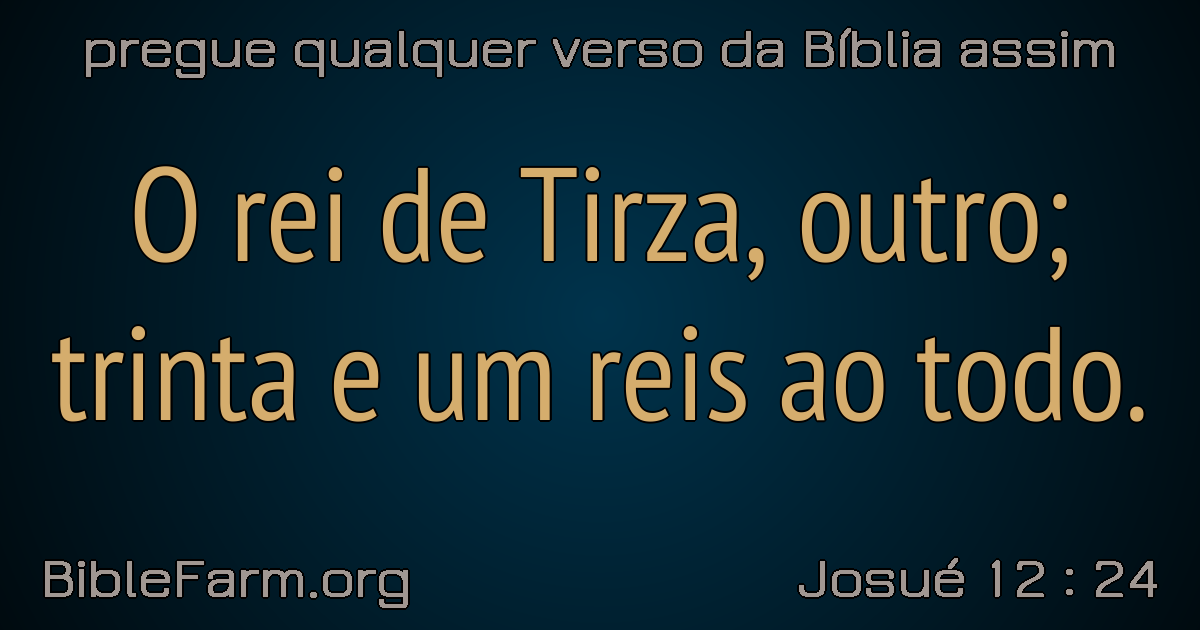 pregue qualquer verso da Bíblia assim
O rei de Tirza, outro;
trinta e um reis ao todo.
BibleFarm.org
Josué 12 : 24